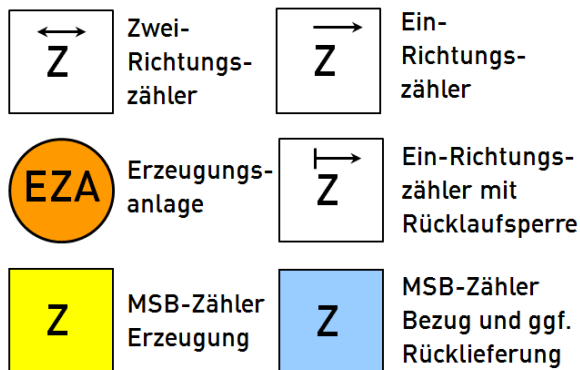 Z
Zwei-
Richtungs-
zähler
Z
Ein-
Richtungs-
zähler
EZA
Erzeugungs-
anlage
Z
Ein-Richtungs-
zähler mit
Rücklaufsperre
Z
MSB-Zähler
Erzeugung
Z
MSB-Zähler
Bezug und ggf.
Rücklieferung